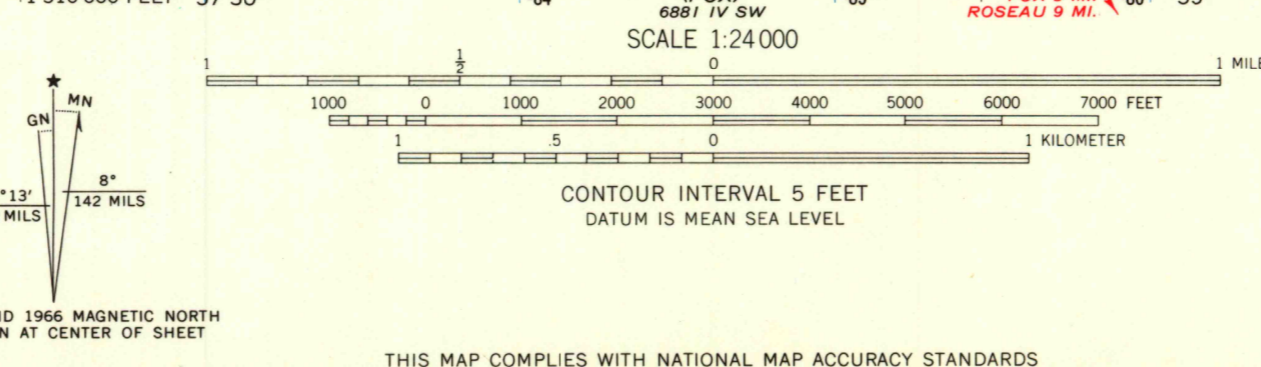 FEET
6881 IV SW
ROSEAU 9 MI.
SCALE 1:24 000
1 ½ 0 1 MILE
1000 0 1000 2000 3000 4000 5000 6000 7000 FEET
1 .5 0 1 KILOMETER
CONTOUR INTERVAL 5 FEET
DATUM IS MEAN SEA LEVEL
★
MN
GN
°13′ 8°
MILS 142 MILS
1966 MAGNETIC NORTH
AT CENTER OF SHEET
THIS MAP COMPLIES WITH NATIONAL MAP ACCURACY STANDARDS